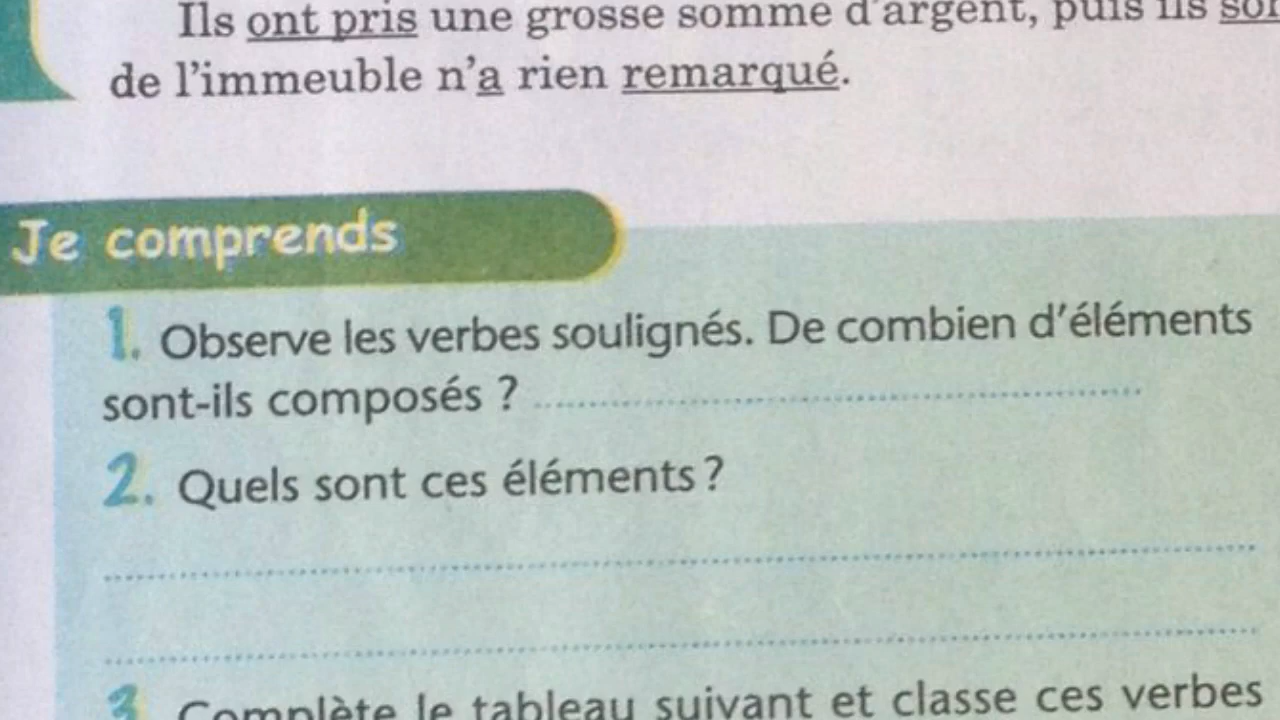 Ils ont pris une grosse somme d'argent, puis ils
de l'immeuble n'a rien remarqué.
Je comprends
1. Observe les verbes soulignés. De combien d'éléments
sont-ils composés ?
2. Quels sont ces éléments ?
3. Complète le tableau suivant et classe ces verbes